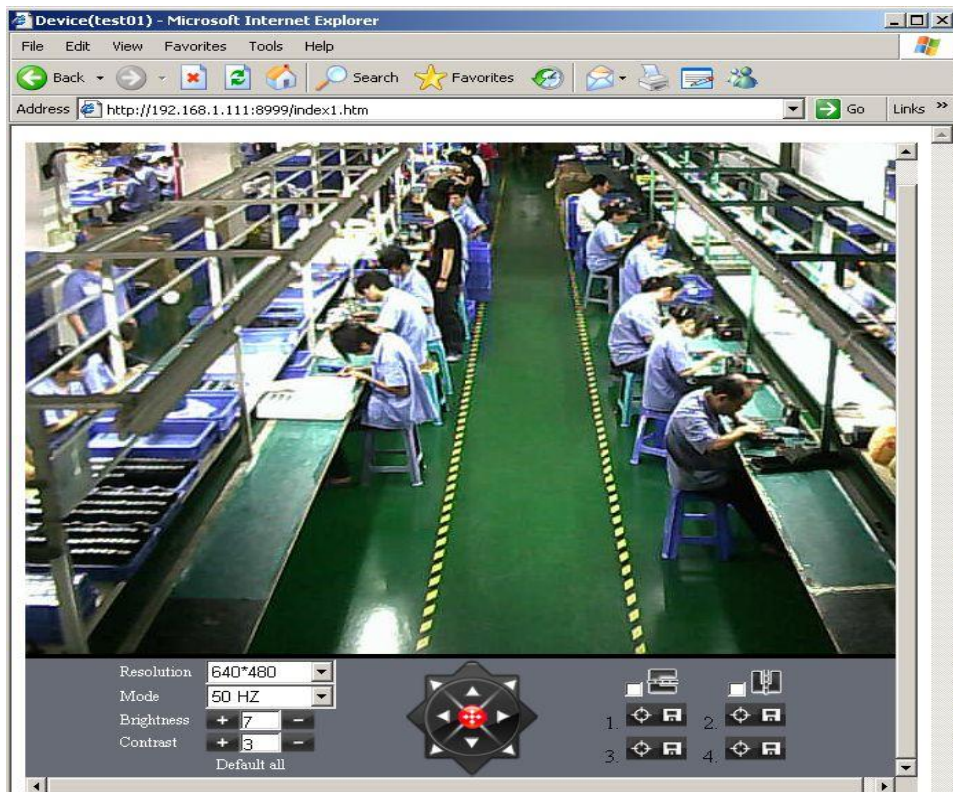 Device(test01) - Microsoft Internet Explorer
File Edit View Favorites Tools Help
Back Search Favorites
Address http://192.168.1.111:8999/index1.htm Go Links »
Resolution 640*480
Mode 50 HZ
Brightness + 7 -
Contrast + 3 -
Default all
1. 2.
3. 4.